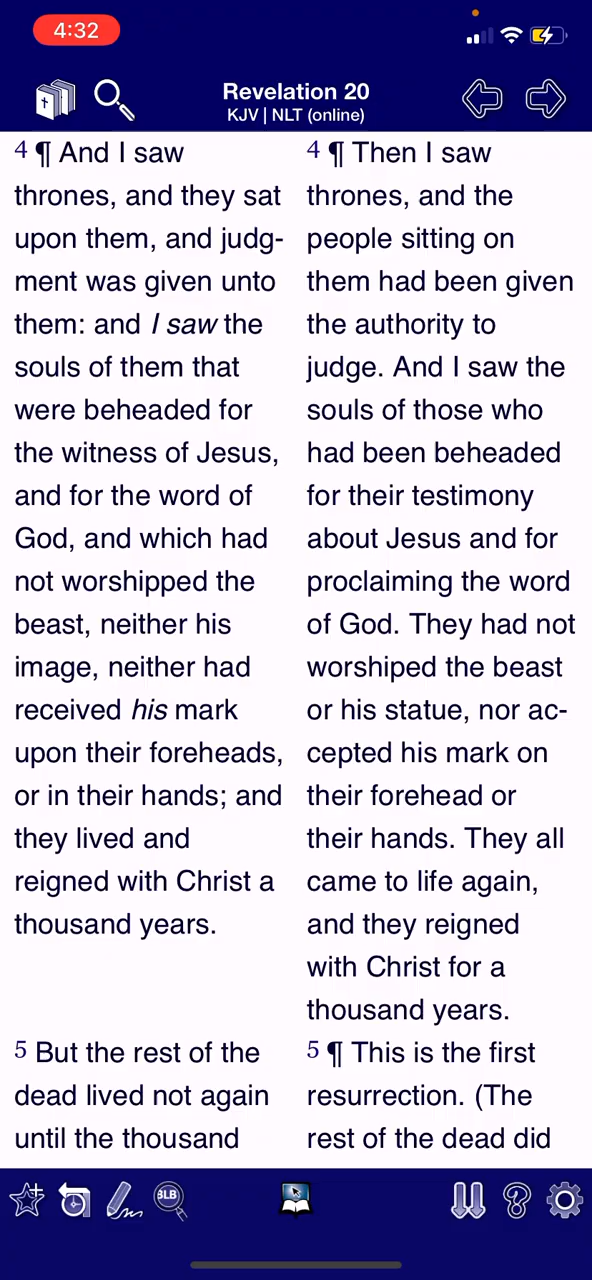 4:32
Revelation 20
KJV | NLT (online)
4 ¶ And I saw
thrones, and they sat
upon them, and judg-
ment was given unto
them: and I saw the
souls of them that
were beheaded for
the witness of Jesus,
and for the word of
God, and which had
not worshipped the
beast, neither his
image, neither had
received his mark
upon their foreheads,
or in their hands; and
they lived and
reigned with Christ a
thousand years.
5 But the rest of the
dead lived not again
until the thousand
4 ¶ Then I saw
thrones, and the
people sitting on
them had been given
the authority to
judge. And I saw the
souls of those who
had been beheaded
for their testimony
about Jesus and for
proclaiming the word
of God. They had not
worshiped the beast
or his statue, nor ac-
cepted his mark on
their forehead or
their hands. They all
came to life again,
and they reigned
with Christ for a
thousand years.
5 ¶ This is the first
resurrection. (The
rest of the dead did
BLB